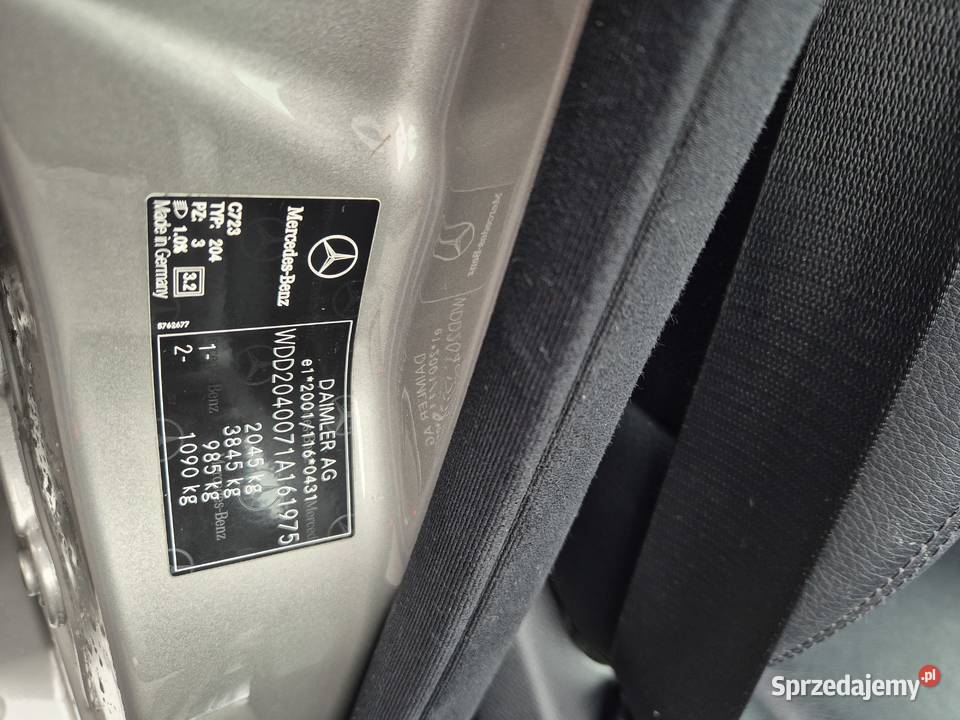 Mercedes-Benz
C723
TYP: 204
PZ: 3
1.0%
3.2
Made in Germany
5762677
DAIMLER AG
e1*2001/116*0431
WDD2040071A161975
2045 kg
3845 kg
1- 985 kg
2- 1090 kg
Sprzedajemy.pl